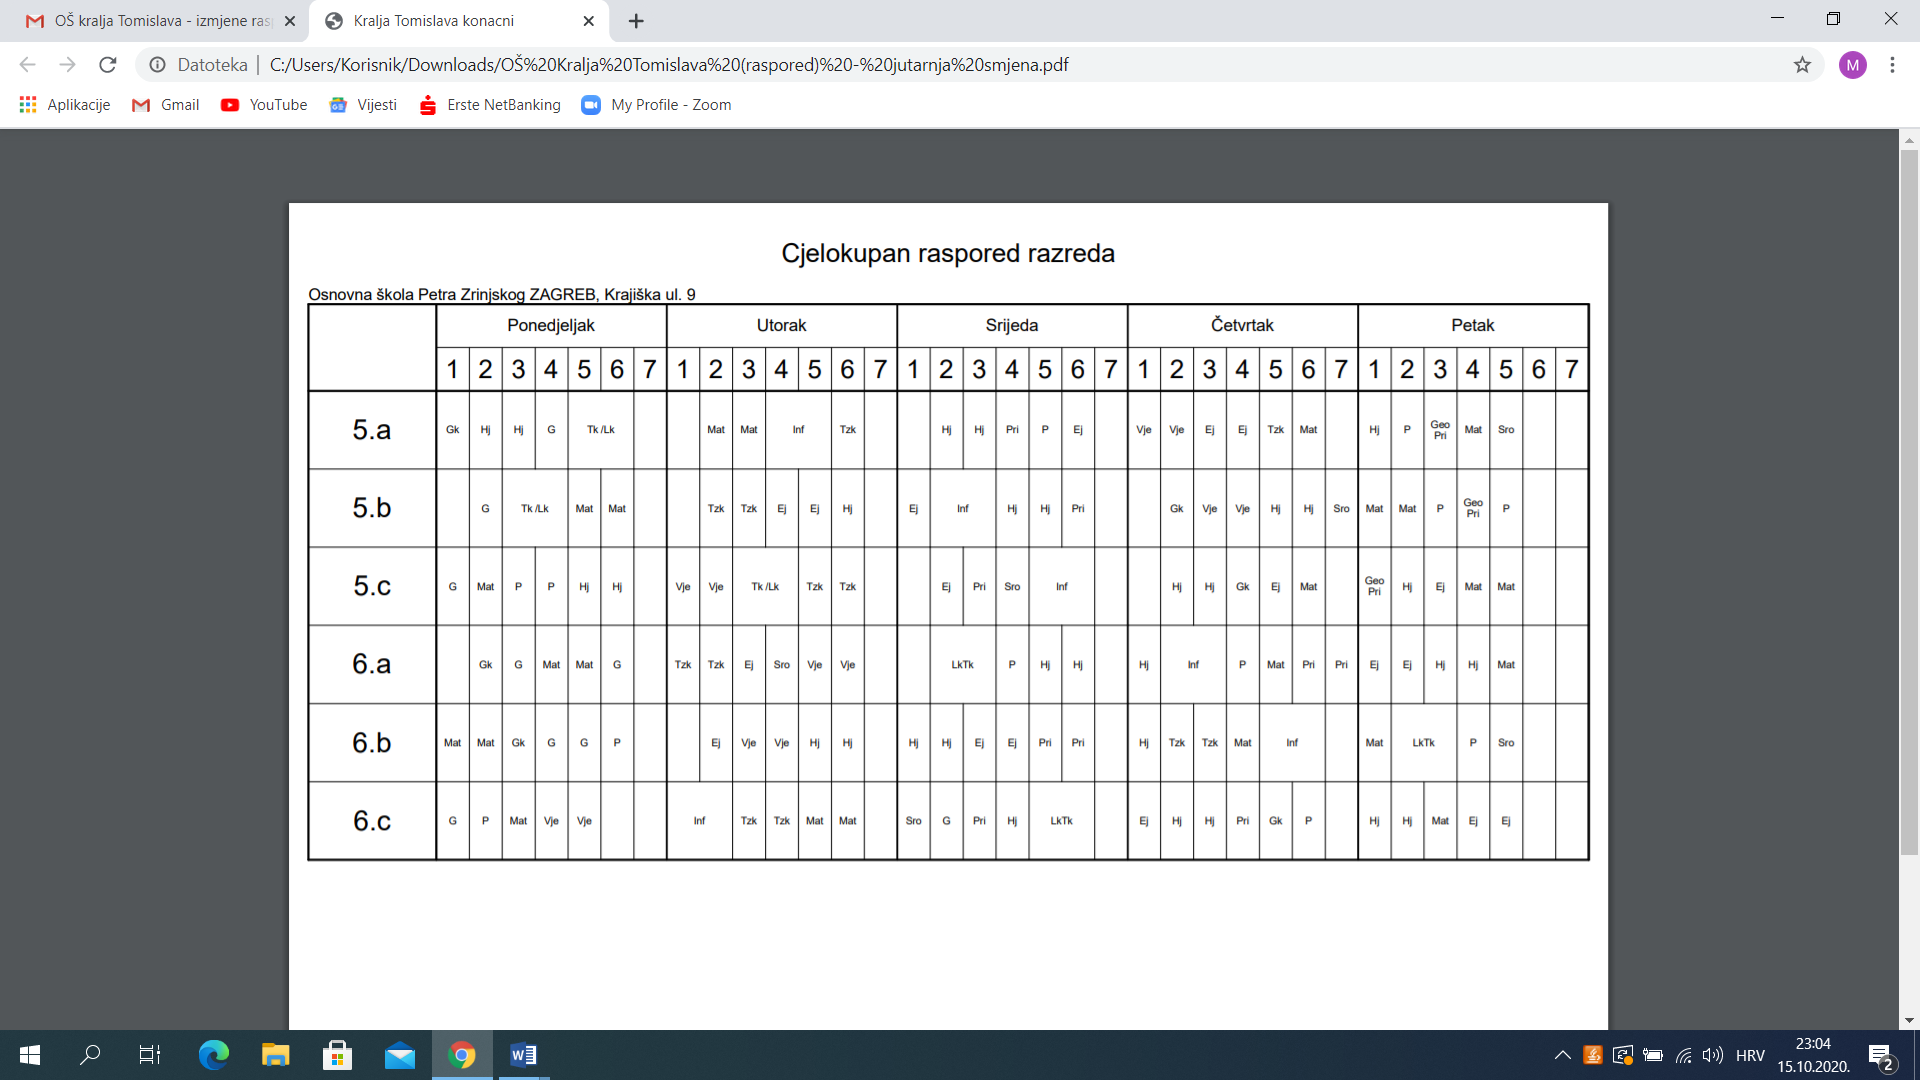 OŠ kralja Tomislava - izmjene ras
Kralja Tomislava konacni
Datoteka | C:/Users/Korisnik/Downloads/OŠ%20Kralja%20Tomislava%20(raspored)%20-%20jutarnja%20smjena.pdf
M
Aplikacije Gmail YouTube Vijesti Erste NetBanking My Profile - Zoom
Cjelokupan raspored razreda
Osnovna škola Petra Zrinjskog ZAGREB, Krajiška ul. 9
Ponedjeljak Utorak Srijeda Četvrtak Petak
1 2 3 4 5 6 7 1 2 3 4 5 6 7 1 2 3 4 5 6 7 1 2 3 4 5 6 7 1 2 3 4 5 6 7
5.a Gk Hj Hj G Tk /Lk Mat Mat Inf Tzk Hj Hj Pri P Ej Vje Vje Ej Ej Tzk Mat Hj P Geo Pri Mat Sro
5.b G Tk /Lk Mat Mat Tzk Tzk Ej Ej Hj Ej Inf Hj Hj Pri Gk Vje Vje Hj Hj Sro Mat Mat P Geo Pri P
5.c G Mat P P Hj Hj Vje Vje Tk /Lk Tzk Tzk Ej Pri Sro Inf Hj Hj Gk Ej Mat Geo Pri Hj Ej Mat Mat
6.a Gk G Mat Mat G Tzk Tzk Ej Sro Vje Vje LkTk P Hj Hj Hj Inf P Mat Pri Pri Ej Ej Hj Hj Mat
6.b Mat Mat Gk G G P Ej Vje Vje Hj Hj Hj Hj Ej Ej Pri Pri Hj Tzk Tzk Mat Inf Mat LkTk P Sro
6.c G P Mat Vje Vje Inf Tzk Tzk Mat Mat Sro G Pri Hj LkTk Ej Hj Hj Pri Gk P Hj Hj Mat Ej Ej
HRV
23:04
15.10.2020.
2